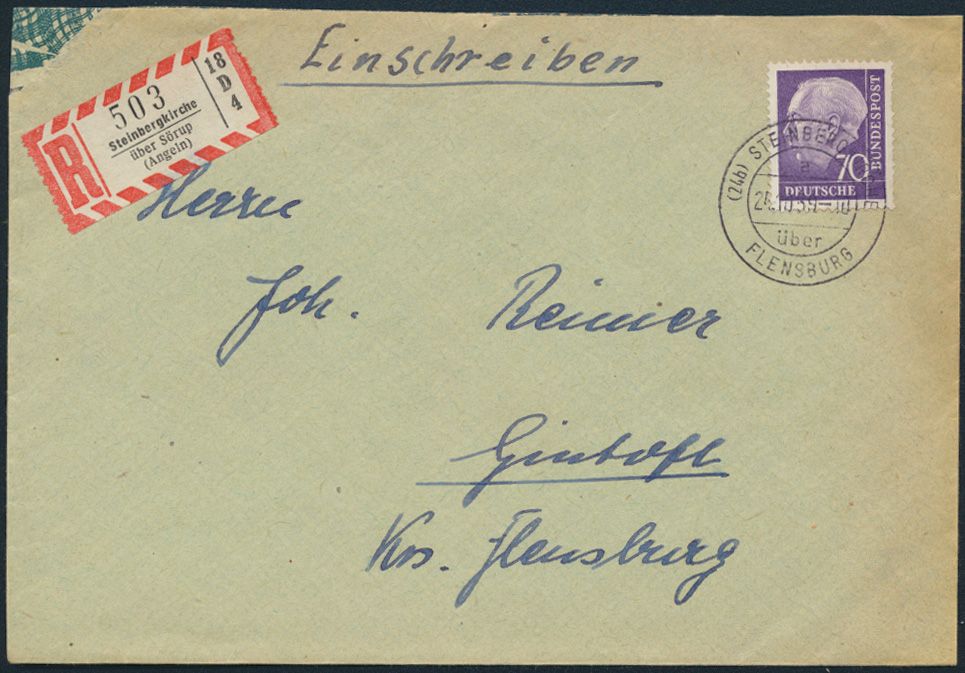 Einschreiben
R
503
Steinbergkirche
über Sörup
(Angeln)
18
D
4
70
BUNDESPOST
DEUTSCHE
(24b) STEINBERG
a
über
FLENSBURG
Herrn
Joh. Reimer
Gintoft
Krs. Flensburg